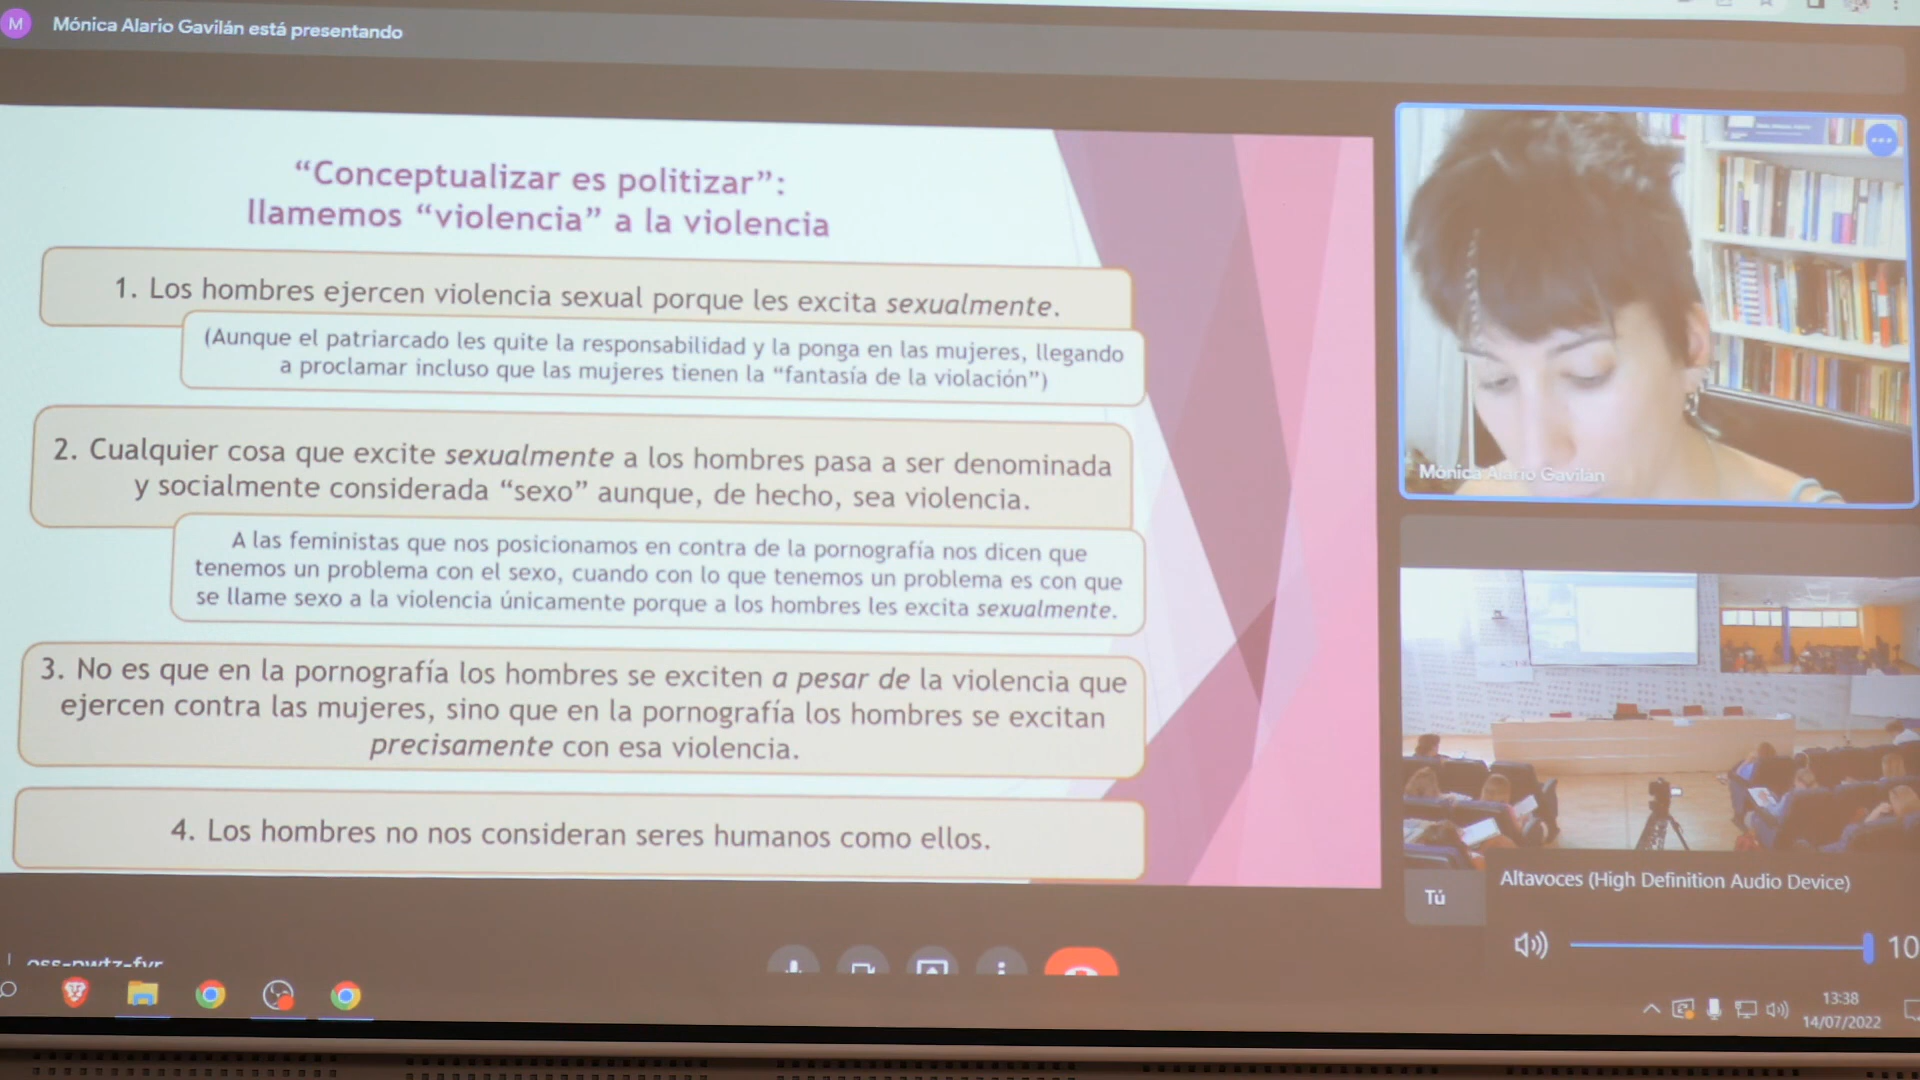 M
Mónica Alario Gavilán está presentando
“Conceptualizar es politizar”:
llamemos “violencia” a la violencia
1. Los hombres ejercen violencia sexual porque les excita sexualmente.
(Aunque el patriarcado les quite la responsabilidad y la ponga en las mujeres, llegando
a proclamar incluso que las mujeres tienen la “fantasía de la violación”)
2. Cualquier cosa que excite sexualmente a los hombres pasa a ser denominada
y socialmente considerada “sexo” aunque, de hecho, sea violencia.
A las feministas que nos posicionamos en contra de la pornografía nos dicen que
tenemos un problema con el sexo, cuando con lo que tenemos un problema es con que
se llame sexo a la violencia únicamente porque a los hombres les excita sexualmente.
3. No es que en la pornografía los hombres se exciten a pesar de la violencia que
ejercen contra las mujeres, sino que en la pornografía los hombres se excitan
precisamente con esa violencia.
4. Los hombres no nos consideran seres humanos como ellos.
Mónica Alario Gavilán
Tú
Altavoces (High Definition Audio Device)
10
13:38
14/07/2022